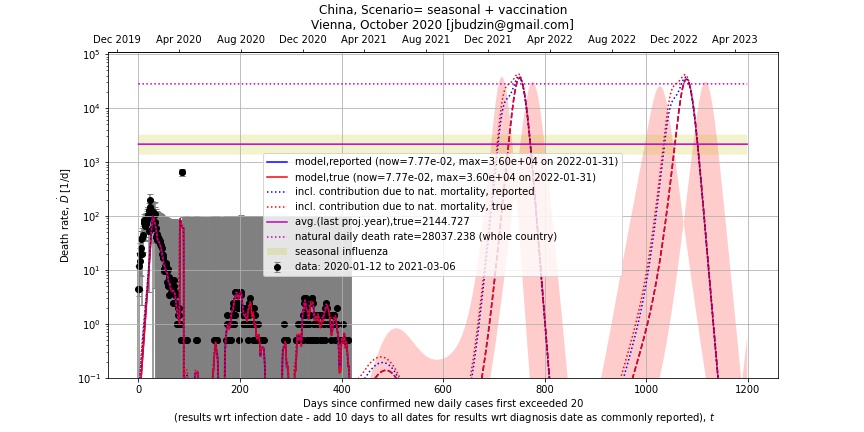 China, Scenario= seasonal + vaccination
Vienna, October 2020 [jbudzin@gmail.com]
Dec 2019 Apr 2020 Aug 2020 Dec 2020 Apr 2021 Aug 2021 Dec 2021 Apr 2022 Aug 2022 Dec 2022 Apr 2023
10⁵
10⁴
10³
10²
10¹
10⁰
10⁻¹
Death rate, D [1/d]
model,reported (now=7.77e-02, max=3.60e+04 on 2022-01-31)
model,true (now=7.77e-02, max=3.60e+04 on 2022-01-31)
incl. contribution due to nat. mortality, reported
incl. contribution due to nat. mortality, true
avg.(last proj.year),true=2144.727
natural daily death rate=28037.238 (whole country)
seasonal influenza
data: 2020-01-12 to 2021-03-06
0 200 400 600 800 1000 1200
Days since confirmed new daily cases first exceeded 20
(results wrt infection date - add 10 days to all dates for results wrt diagnosis date as commonly reported), t